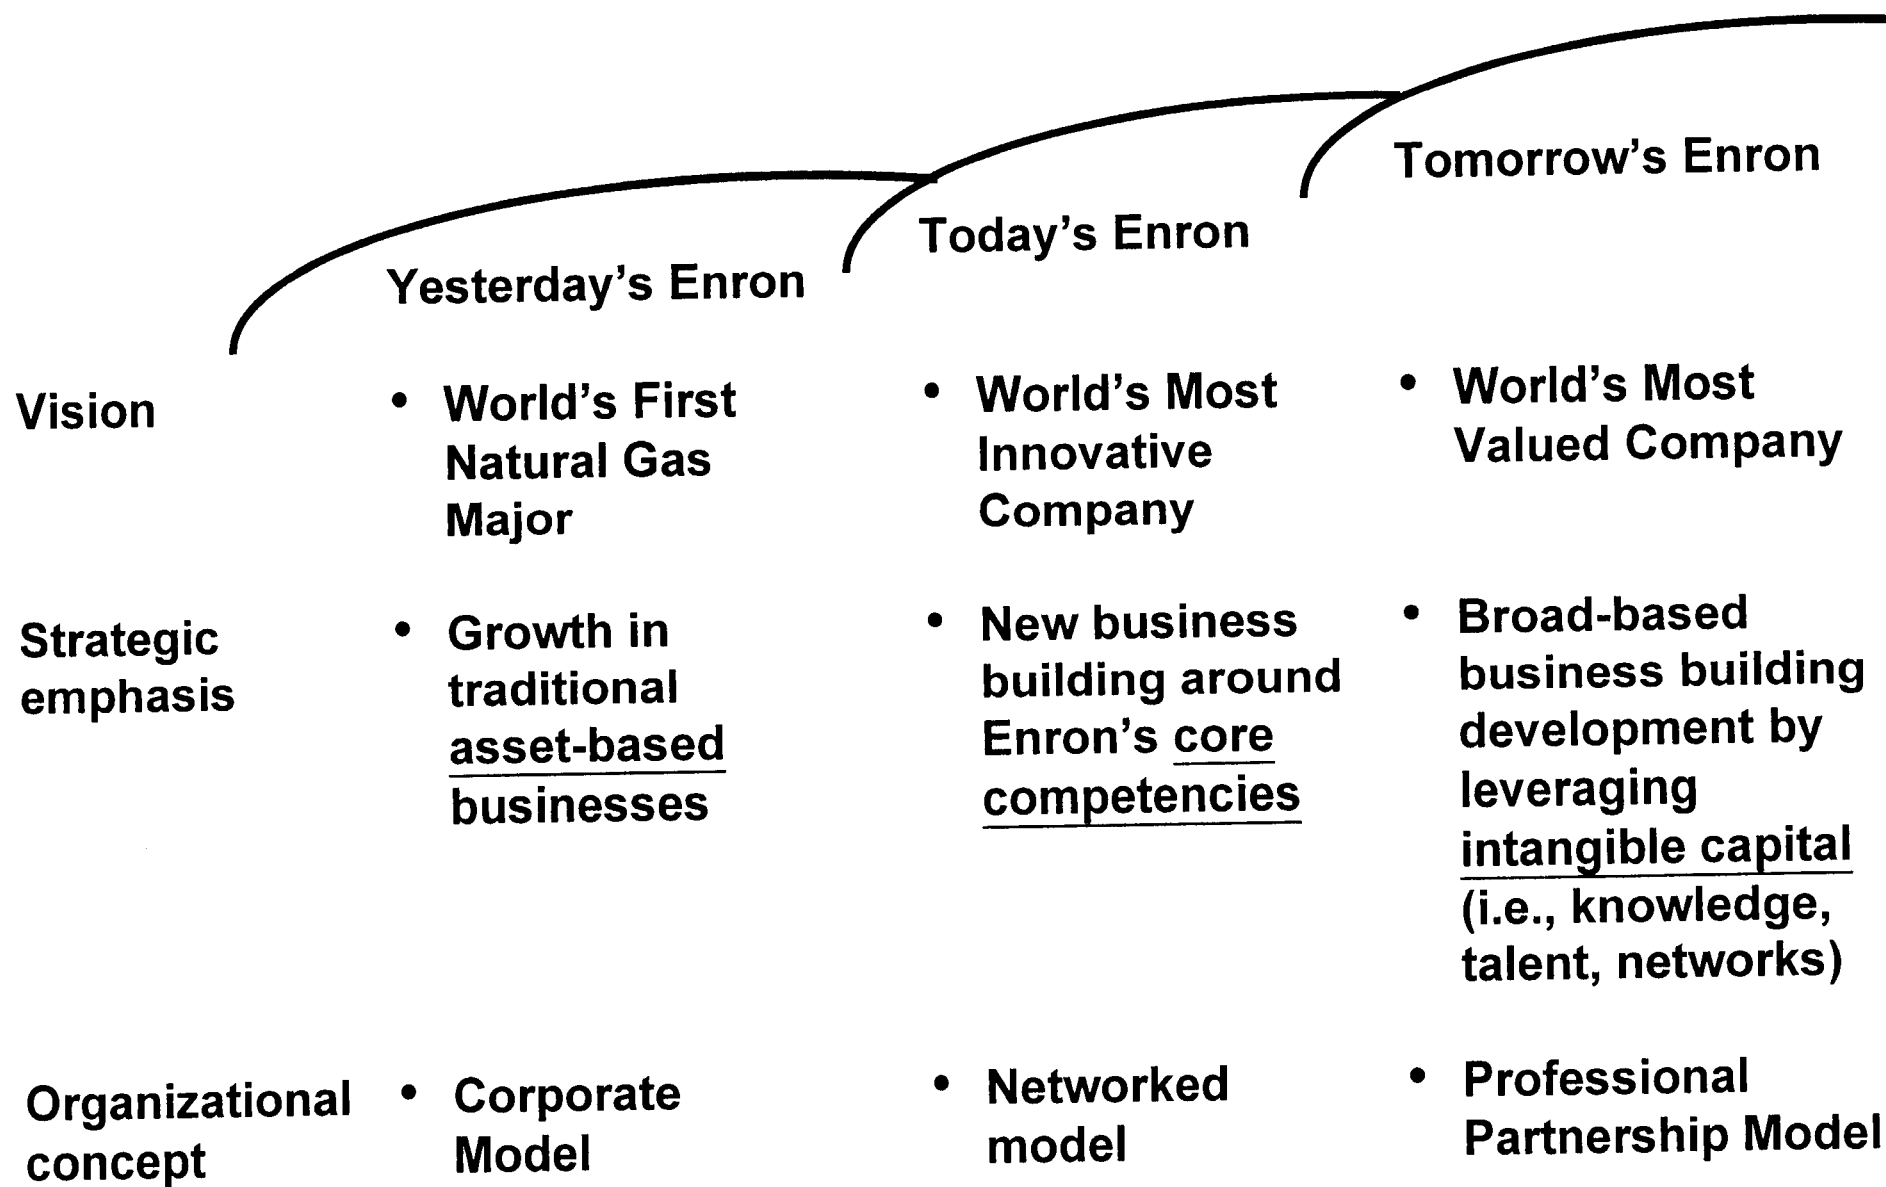 Tomorrow's Enron
Today's Enron
Yesterday's Enron
Vision
• World's First
Natural Gas
Major
• World's Most
Innovative
Company
• World's Most
Valued Company
Strategic
emphasis
• Growth in
traditional
asset-based
businesses
• New business
building around
Enron's core
competencies
• Broad-based
business building
development by
leveraging
intangible capital
(i.e., knowledge,
talent, networks)
Organizational
concept
• Corporate
Model
• Networked
model
• Professional
Partnership Model